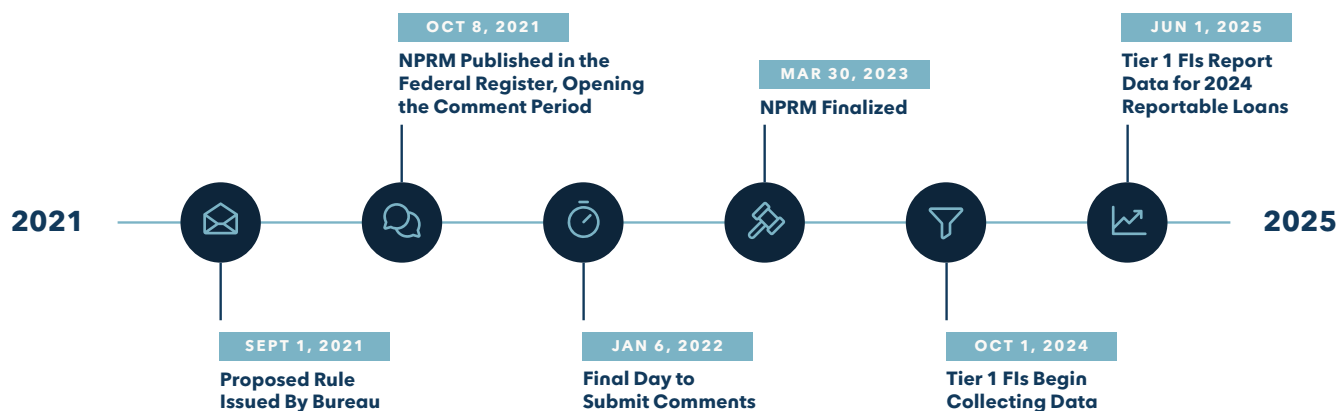 2021
SEPT 1, 2021
Proposed Rule
Issued By Bureau
OCT 8, 2021
NPRM Published in the
Federal Register, Opening
the Comment Period
JAN 6, 2022
Final Day to
Submit Comments
MAR 30, 2023
NPRM Finalized
OCT 1, 2024
Tier 1 FIs Begin
Collecting Data
JUN 1, 2025
Tier 1 FIs Report
Data for 2024
Reportable Loans
2025